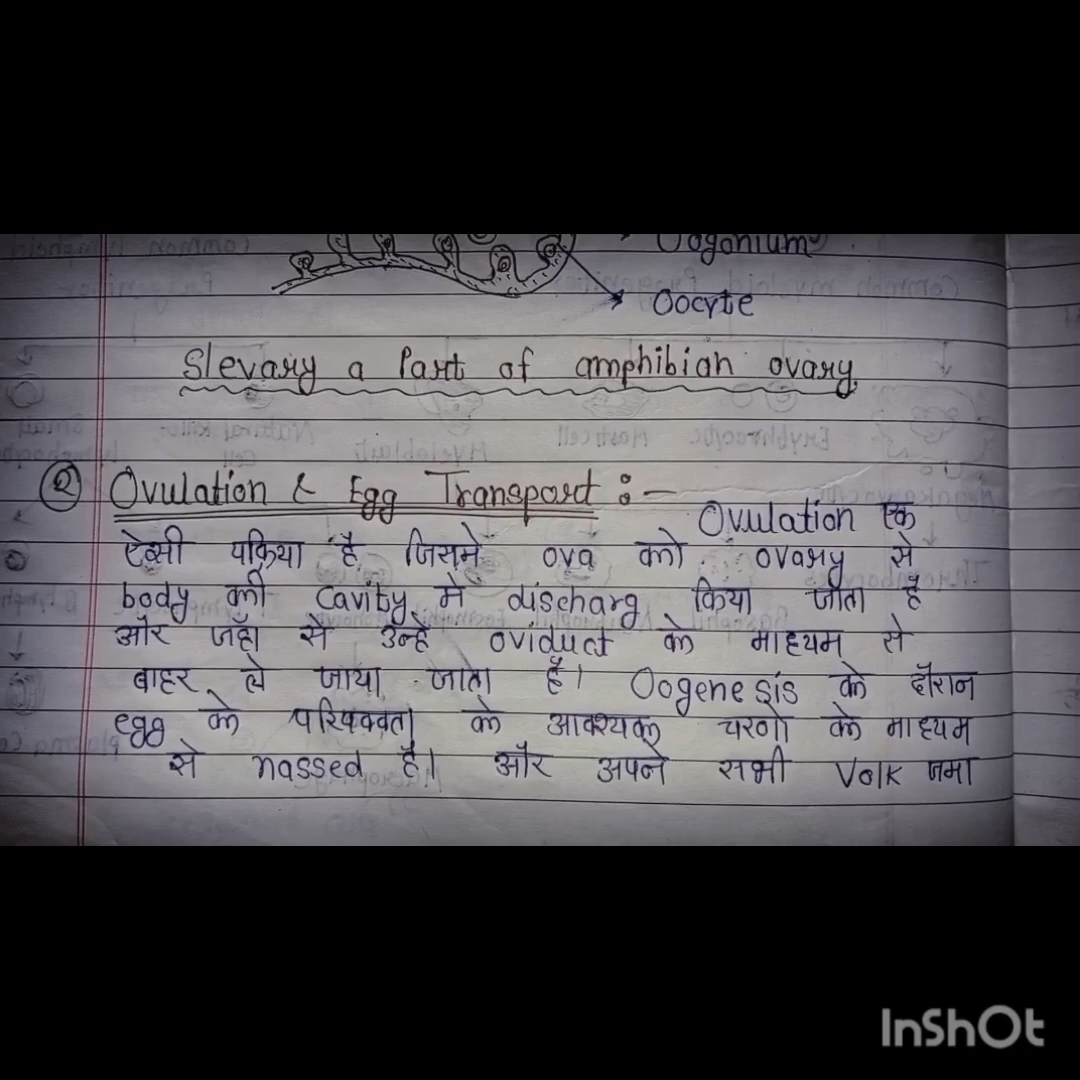 Oogonium
Oocyte
Slevary a Part of amphibian ovary
② Ovulation & Egg Transport :-
Ovulation एक
ऐसी पक्रिया है जिसमे ova को ovary से
body की cavity मे discharg किया जाता है
और जहाँ से उन्हे oviduct के माध्यम से
बाहर ले जाया जाता है। Oogenesis के दौरान
egg को परिपक्वता के आवश्यक चरणो के माध्यम
से passed है। और अपने सभी Yolk जमा
InShOt